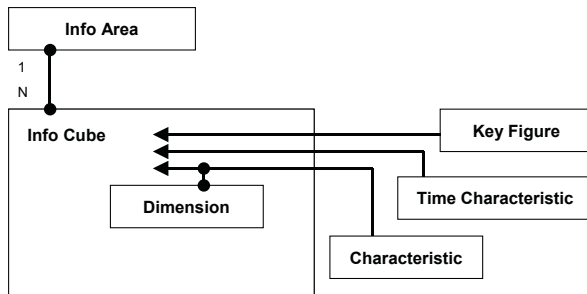 Info Area
1
N
Info Cube
Key Figure
Time Characteristic
Dimension
Characteristic